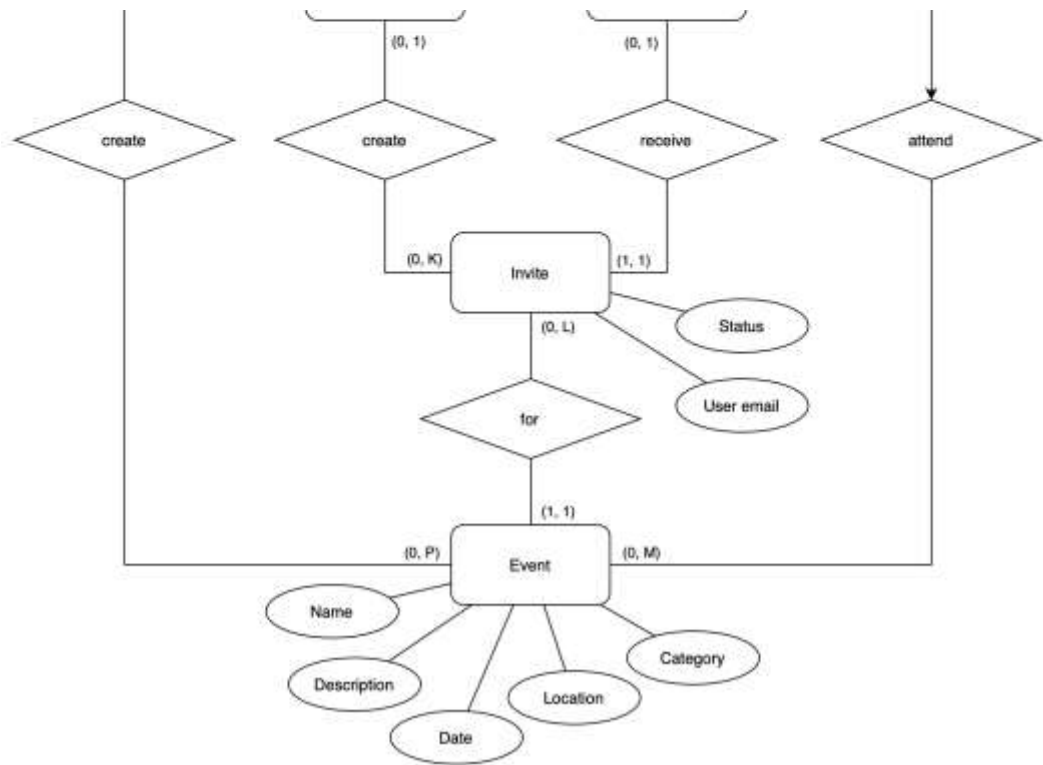 (0, 1)
(0, 1)
create
create
receive
attend
(0, K)
Invite
(1, 1)
(0, L)
Status
User email
for
(1, 1)
(0, P)
Event
(0, M)
Name
Category
Description
Location
Date